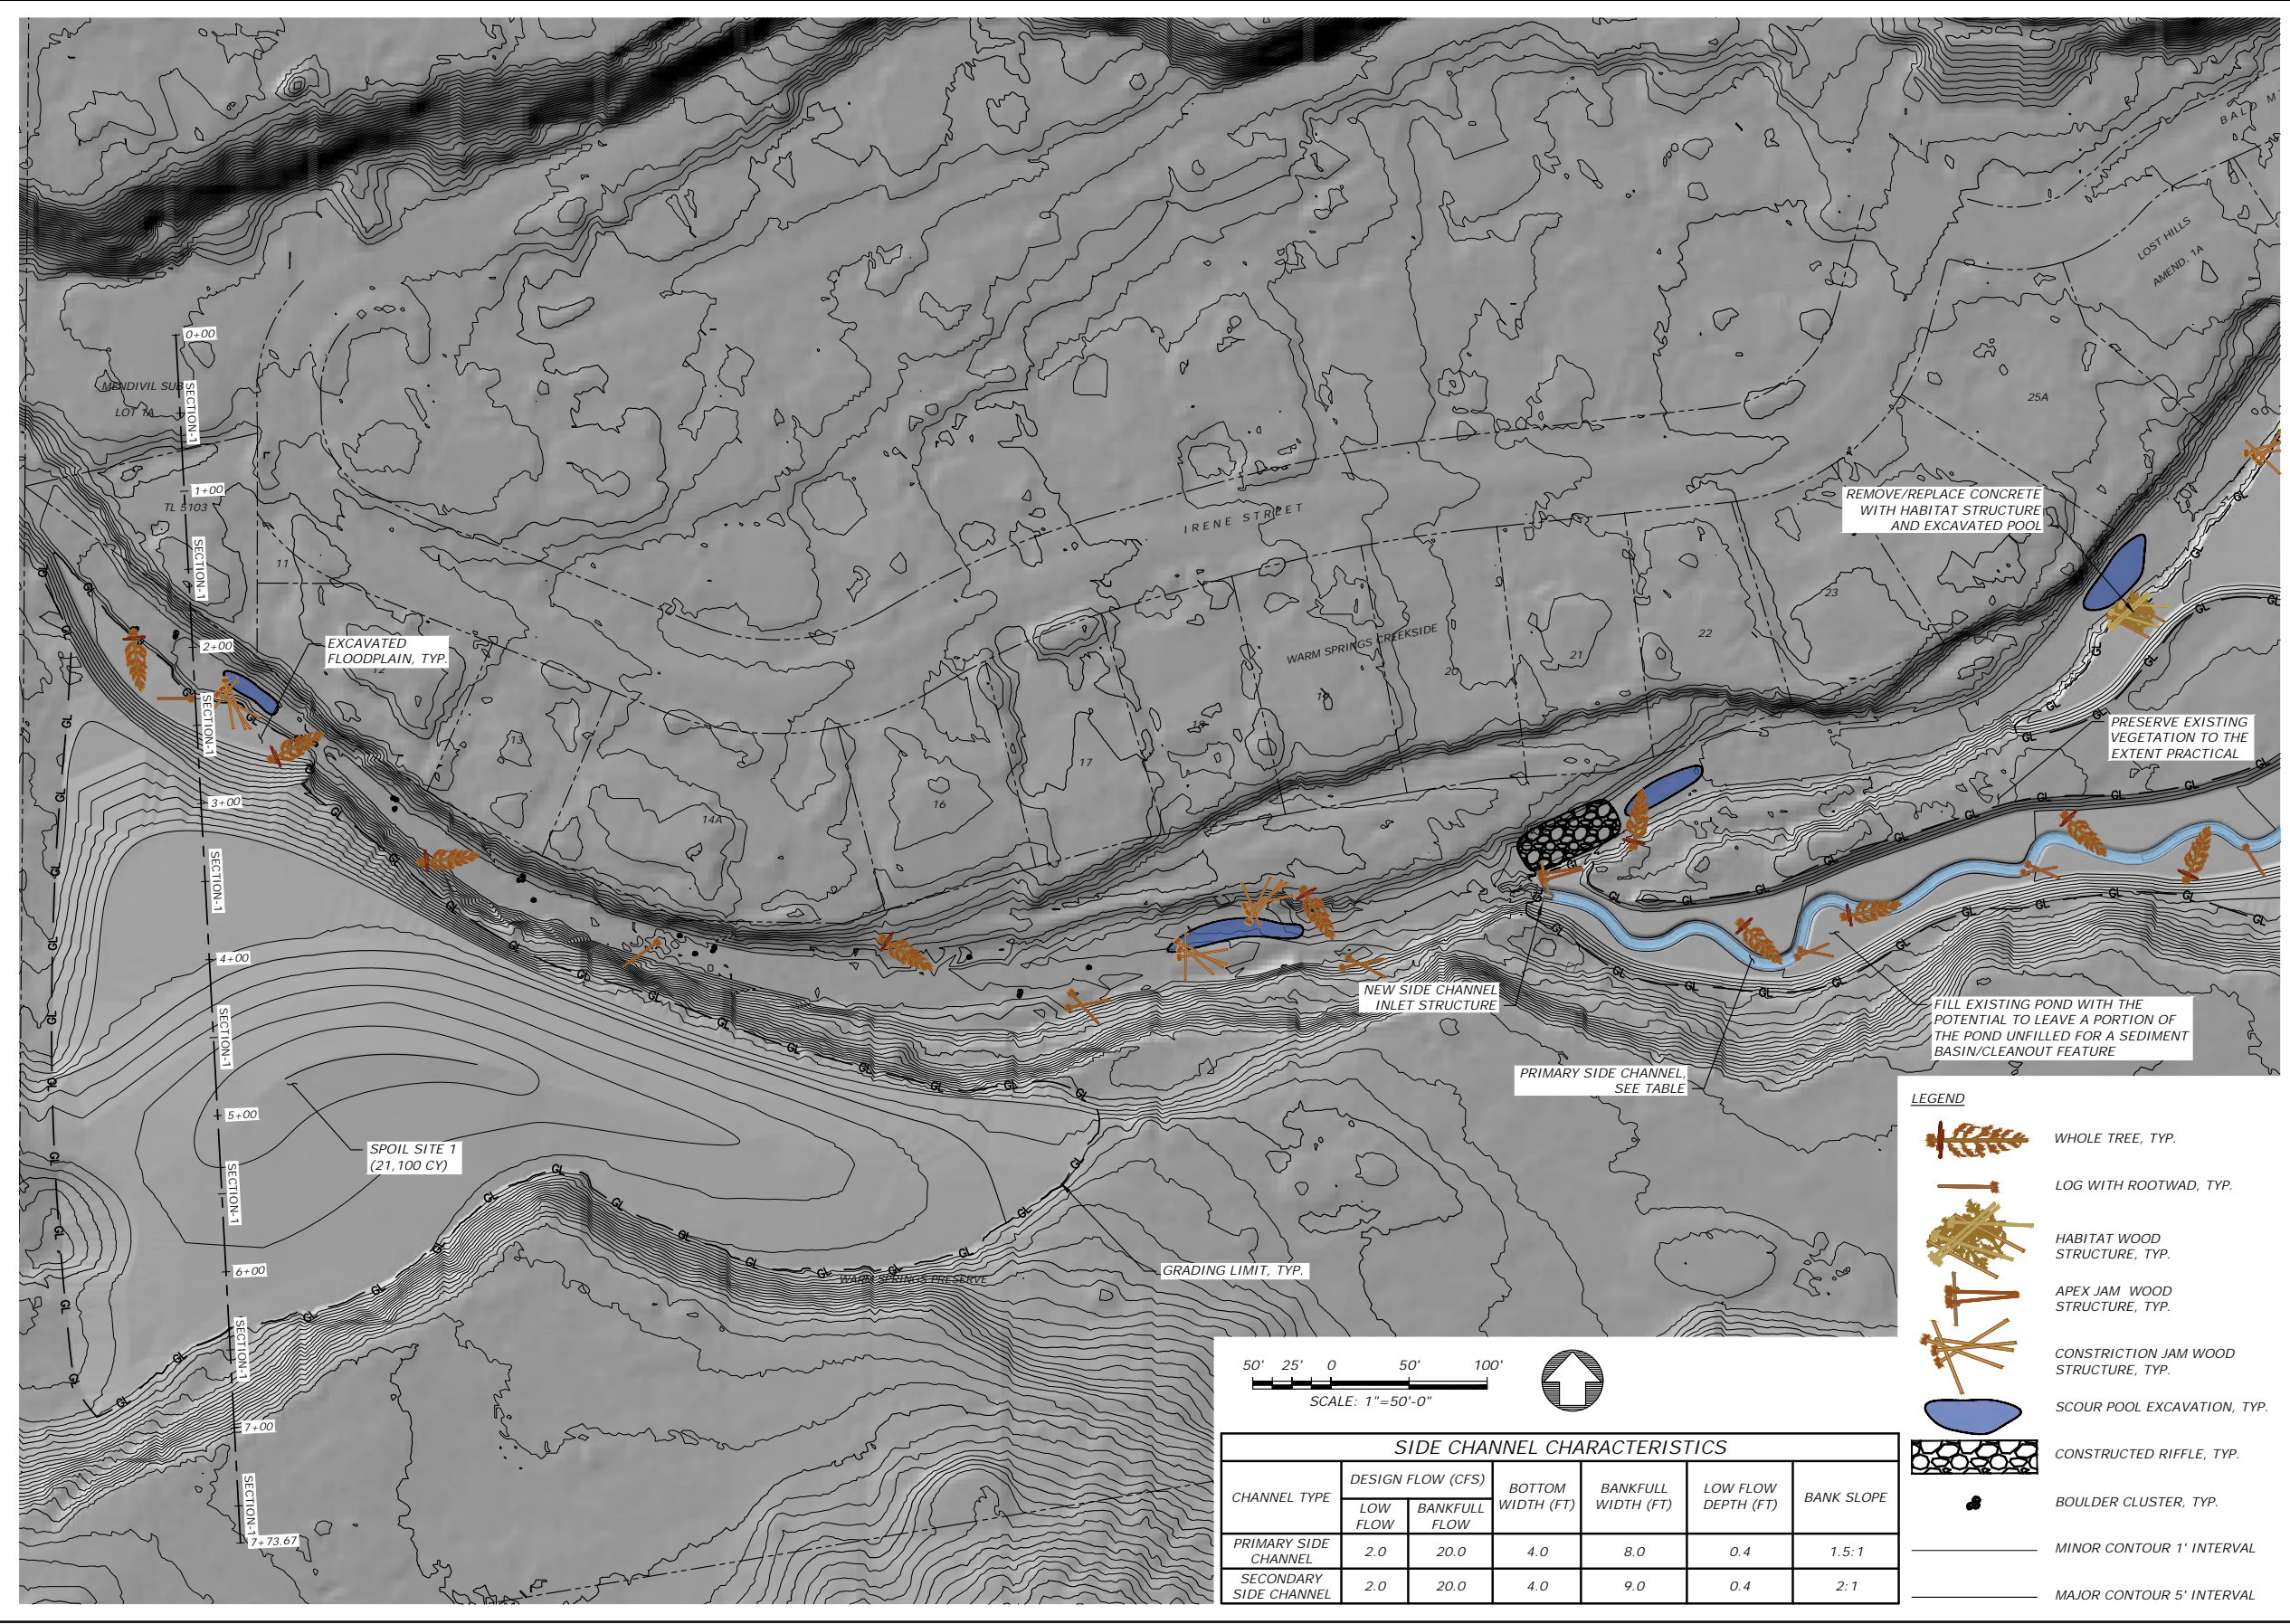 BALD M
LOST HILLS
AMEND. 1A
0+00
MENDIVIL SUB
LOT 1A
SECTION-1
25A
1+00
TL 5103
IRENE STREET
REMOVE/REPLACE CONCRETE
WITH HABITAT STRUCTURE
AND EXCAVATED POOL
SECTION-1
11
23
22
WARM SPRINGS CREEKSIDE
21
20
19
18
2+00
EXCAVATED
FLOODPLAIN, TYP.
12
13
17
16
14A
SECTION-1
PRESERVE EXISTING
VEGETATION TO THE
EXTENT PRACTICAL
3+00
SECTION-1
4+00
NEW SIDE CHANNEL
INLET STRUCTURE
FILL EXISTING POND WITH THE
POTENTIAL TO LEAVE A PORTION OF
THE POND UNFILLED FOR A SEDIMENT
BASIN/CLEANOUT FEATURE
SECTION-1
PRIMARY SIDE CHANNEL,
SEE TABLE
5+00
SPOIL SITE 1
(21,100 CY)
SECTION-1
6+00
WARM SPRINGS PRESERVE
GRADING LIMIT, TYP.
SECTION-1
7+00
SECTION-1
7+73.67
GL
LEGEND
WHOLE TREE, TYP.
LOG WITH ROOTWAD, TYP.
HABITAT WOOD
STRUCTURE, TYP.
APEX JAM WOOD
STRUCTURE, TYP.
CONSTRICTION JAM WOOD
STRUCTURE, TYP.
SCOUR POOL EXCAVATION, TYP.
CONSTRUCTED RIFFLE, TYP.
BOULDER CLUSTER, TYP.
MINOR CONTOUR 1' INTERVAL
MAJOR CONTOUR 5' INTERVAL
50' 25' 0 50' 100'
SCALE: 1"=50'-0"
SIDE CHANNEL CHARACTERISTICS
CHANNEL TYPE
DESIGN FLOW (CFS)
LOW
FLOW
BANKFULL
FLOW
BOTTOM
WIDTH (FT)
BANKFULL
WIDTH (FT)
LOW FLOW
DEPTH (FT)
BANK SLOPE
PRIMARY SIDE
CHANNEL
2.0 20.0 4.0 8.0 0.4 1.5:1
SECONDARY
SIDE CHANNEL
2.0 20.0 4.0 9.0 0.4 2:1